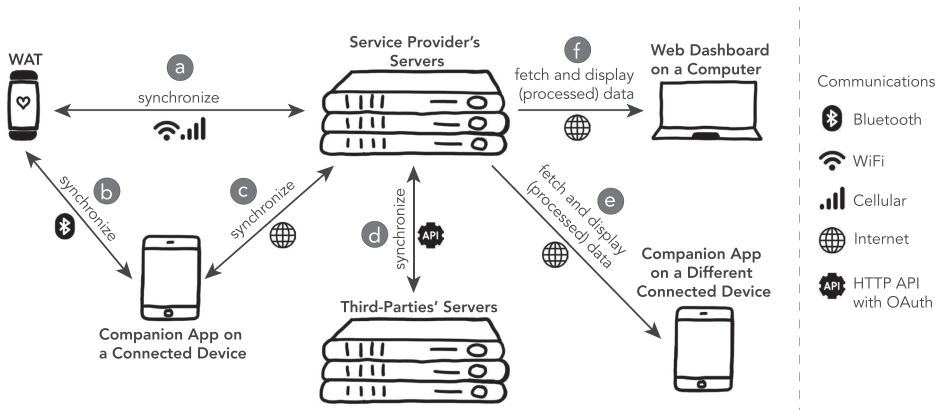 WAT
a
synchronize
Service Provider's
Servers
f
fetch and display
(processed) data
Web Dashboard
on a Computer
b
synchronize
c
synchronize
d
synchronize
API
e
fetch and display
(processed) data
Companion App on
a Connected Device
Third-Parties' Servers
Companion App
on a Different
Connected Device
Communications
Bluetooth
WiFi
Cellular
Internet
API
HTTP API
with OAuth